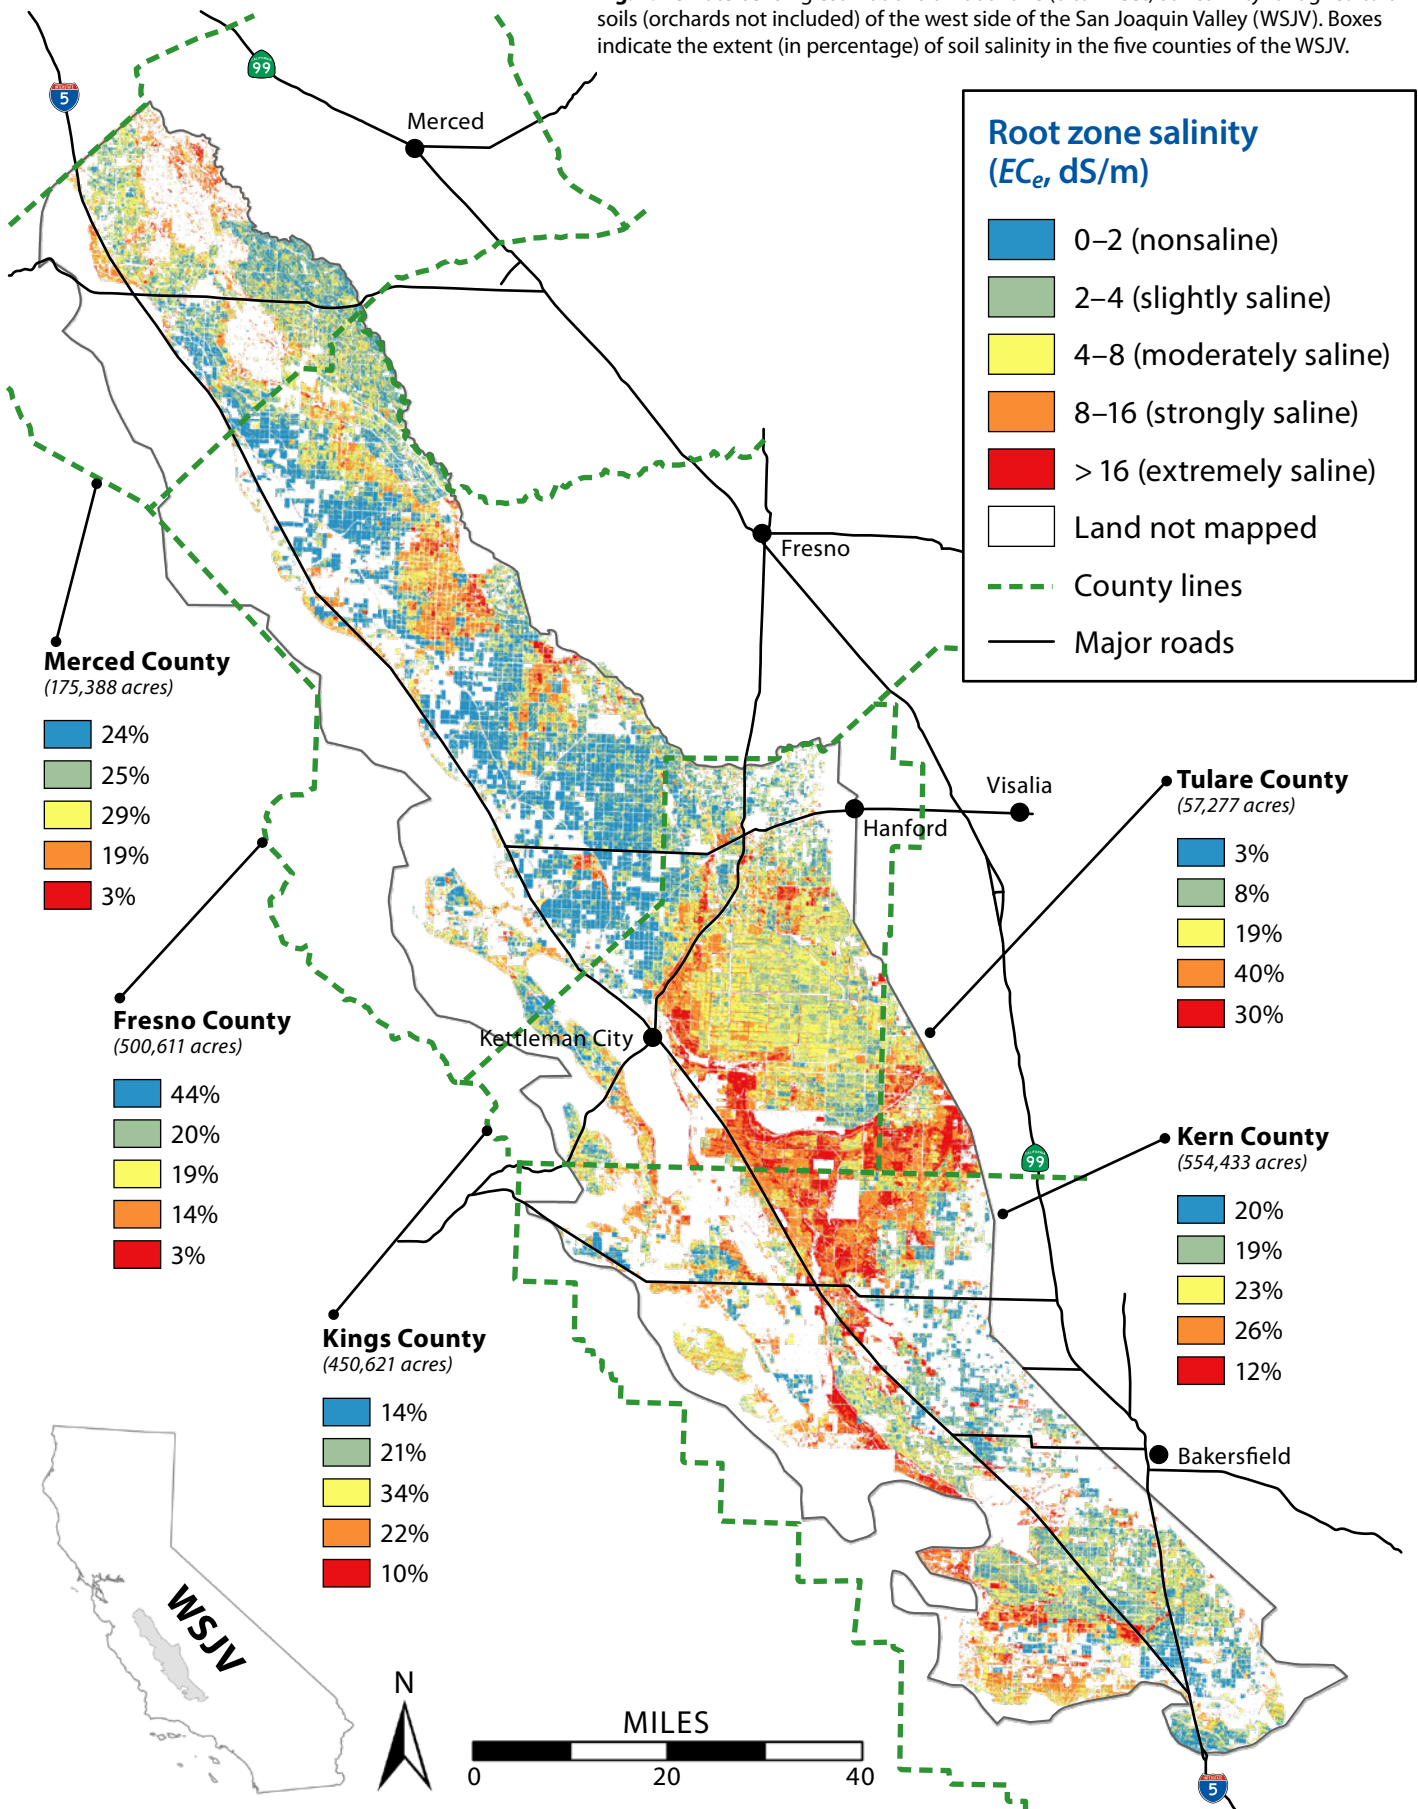 soils (orchards not included) of the west side of the San Joaquin Valley (WSJV). Boxes
indicate the extent (in percentage) of soil salinity in the five counties of the WSJV.
99
5
Merced
Root zone salinity
(ECe, dS/m)
0–2 (nonsaline)
2–4 (slightly saline)
4–8 (moderately saline)
8–16 (strongly saline)
> 16 (extremely saline)
Land not mapped
County lines
Major roads
Fresno
Merced County
(175,388 acres)
24%
25%
29%
19%
3%
Visalia
Hanford
Tulare County
(57,277 acres)
3%
8%
19%
40%
30%
Fresno County
(500,611 acres)
44%
20%
19%
14%
3%
Kettleman City
99
Kern County
(554,433 acres)
20%
19%
23%
26%
12%
Kings County
(450,621 acres)
14%
21%
34%
22%
10%
Bakersfield
WSJV
N
MILES
0 20 40
5